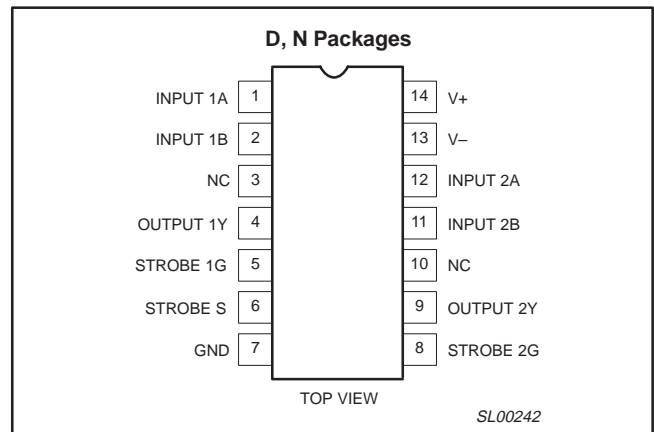 D, N Packages
INPUT 1A 1 14 V+
INPUT 1B 2 13 V–
NC 3 12 INPUT 2A
OUTPUT 1Y 4 11 INPUT 2B
STROBE 1G 5 10 NC
STROBE S 6 9 OUTPUT 2Y
GND 7 8 STROBE 2G
TOP VIEW
SL00242